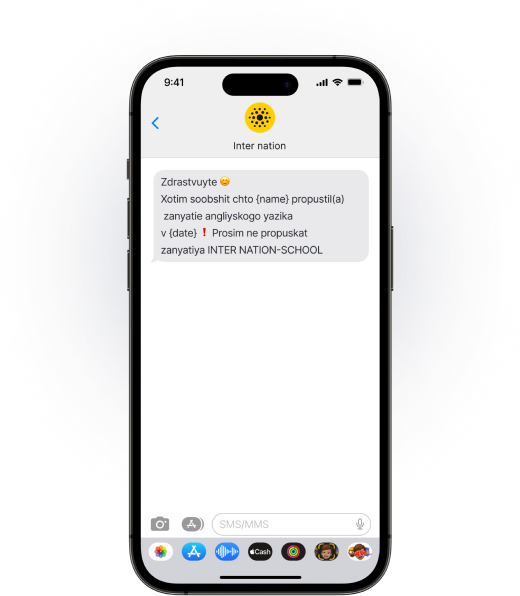 9:41
Inter nation
Zdrastvuyte 😊
Xotim soobshit chto {name} propustil(a)
zanyatie angliyskogo yazika
v {date} ❗ Prosim ne propuskat
zanyatiya INTER NATION-SCHOOL
SMS/MMS
Cash